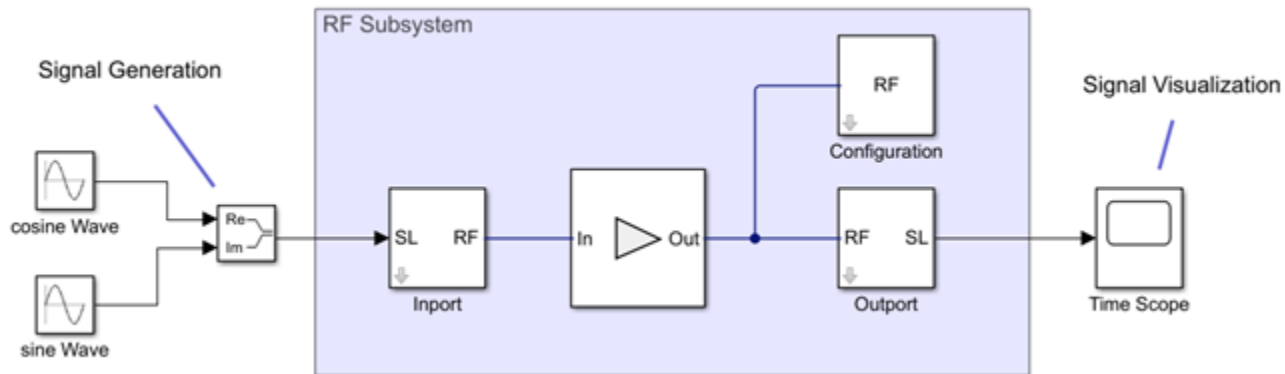 RF Subsystem
Signal Generation
Signal Visualization
RF
Configuration
cosine Wave
Re
Im
SL RF
Inport
In Out
RF SL
Outport
Time Scope
sine Wave